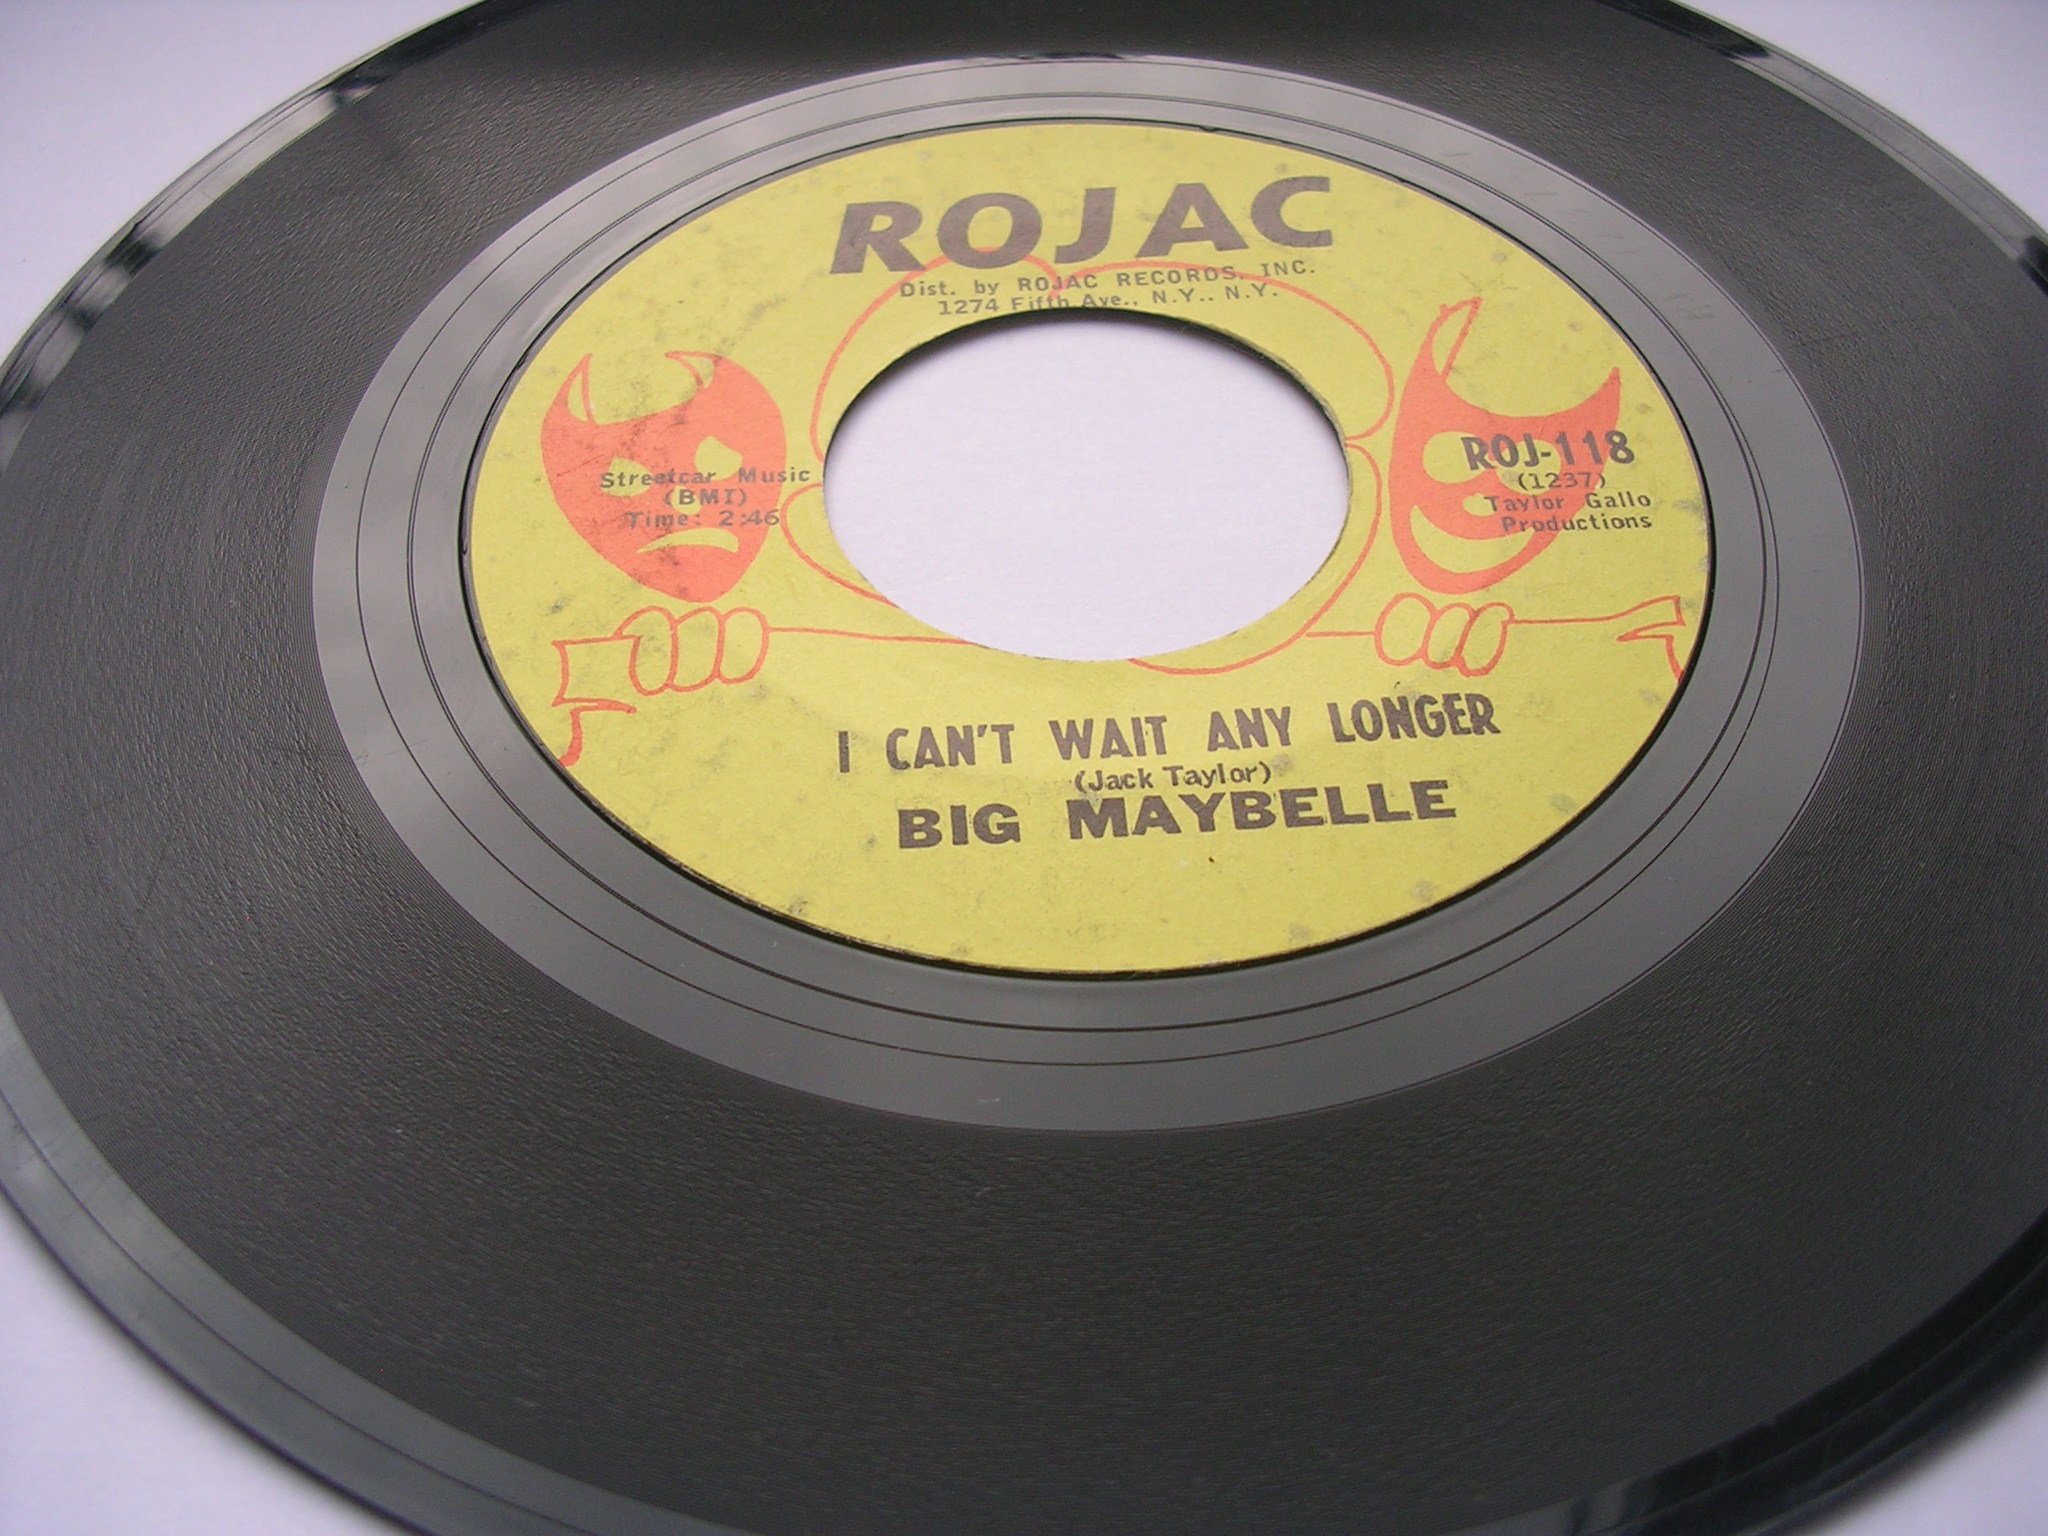 ROJAC
Dist. by ROJAC RECORDS, INC.
1274 Fifth Ave., N.Y., N.Y.
Streetcar Music
(BMI)
Time: 2:46
ROJ-118
(1237)
Taylor Gallo
Productions
I CAN'T WAIT ANY LONGER
(Jack Taylor)
BIG MAYBELLE